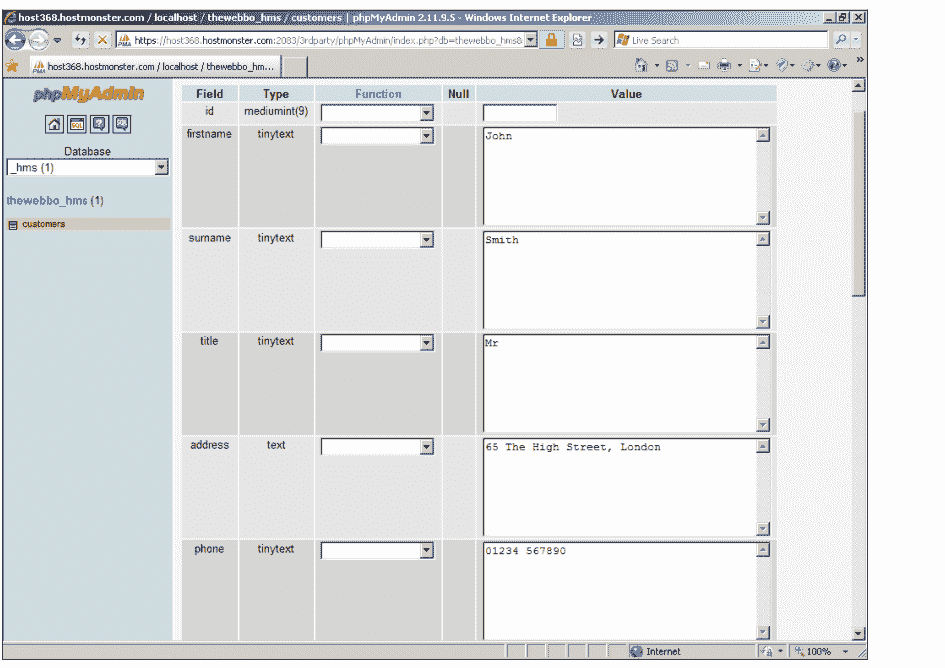 host368.hostmonster.com / localhost / thewebbo_hms / customers | phpMyAdmin 2.11.9.5 - Windows Internet Explorer
https://host368.hostmonster.com:2083/3rdparty/phpMyAdmin/index.php?db=thewebbo_hms&
Live Search
host368.hostmonster.com / localhost / thewebbo_hm...
phpMyAdmin
SQL
Database
_hms (1)
thewebbo_hms (1)
customers
Field Type Function Null Value
id mediumint(9)
firstname tinytext John
surname tinytext Smith
title tinytext Mr
address text 65 The High Street, London
phone tinytext 01234 567890
Internet 100%